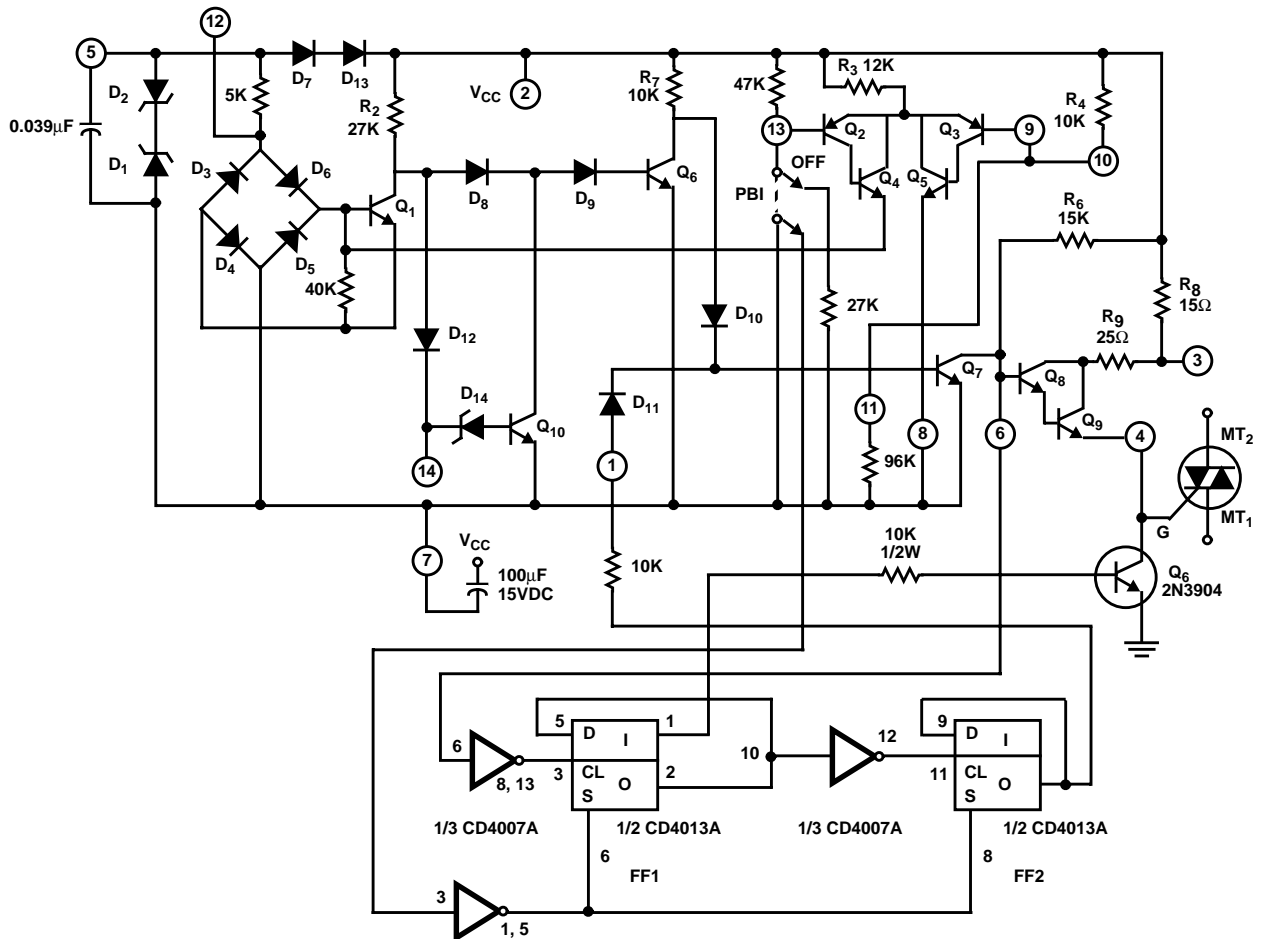 12
5
D2
D1
0.039μF
5K
D7
D13
R2
27K
VCC
2
R7
10K
47K
R3 12K
13
Q2
Q3
9
R4
10K
10
D3
D6
D4
D5
40K
Q1
D8
D9
Q6
OFF
PBI
Q4
Q5
R6
15K
27K
R8
15Ω
R9
25Ω
3
D12
D10
D14
Q10
D11
Q7
Q8
Q9
14
1
11
8
6
4
96K
MT2
MT1
G
7
VCC
100μF
15VDC
10K
10K
1/2W
Q6
2N3904
6
8, 13
5
D
I
1
3
CL
O
2
S
10
12
9
D
I
11
CL
O
S
1/3 CD4007A
1/2 CD4013A
1/3 CD4007A
1/2 CD4013A
6
FF1
8
FF2
3
1, 5